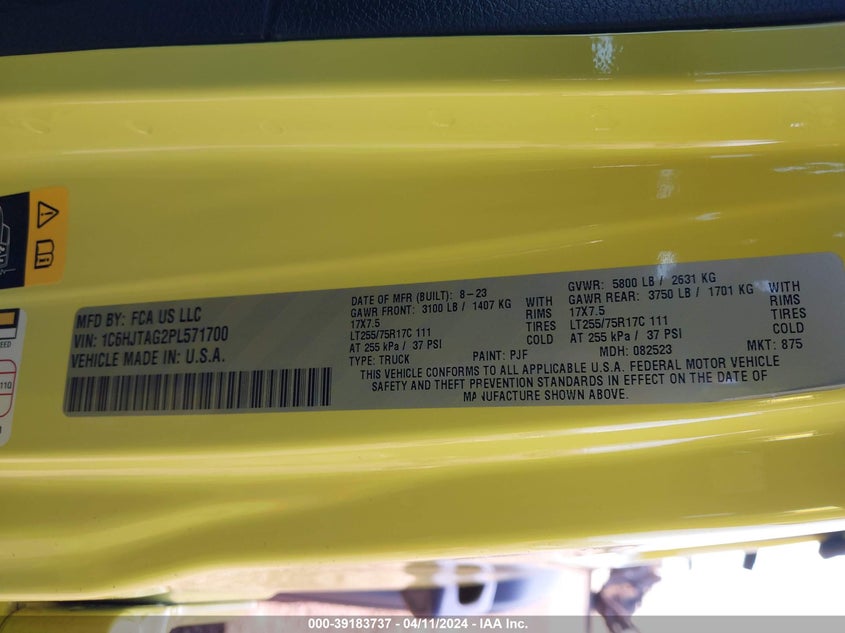 MFD BY: FCA US LLC
VIN: 1C6HJTAG2PL571700
VEHICLE MADE IN U.S.A.
DATE OF MFR (BUILT): 8-23
GAWR FRONT: 3100 LB / 1407 KG WITH
17X7.5 RIMS
LT255/75R17C 111 TIRES
AT 255 kPa / 37 PSI COLD
TYPE: TRUCK PAINT: PJF
GVWR: 5800 LB / 2631 KG
GAWR REAR: 3750 LB / 1701 KG WITH
17X7.5 RIMS
LT255/75R17C 111 TIRES
AT 255 kPa / 37 PSI COLD
MDH: 082523 MKT: 875
THIS VEHICLE CONFORMS TO ALL APPLICABLE U.S.A. FEDERAL MOTOR VEHICLE
SAFETY AND THEFT PREVENTION STANDARDS IN EFFECT ON THE DATE OF
MANUFACTURE SHOWN ABOVE.
000-39183737 - 04/11/2024 - IAA Inc.